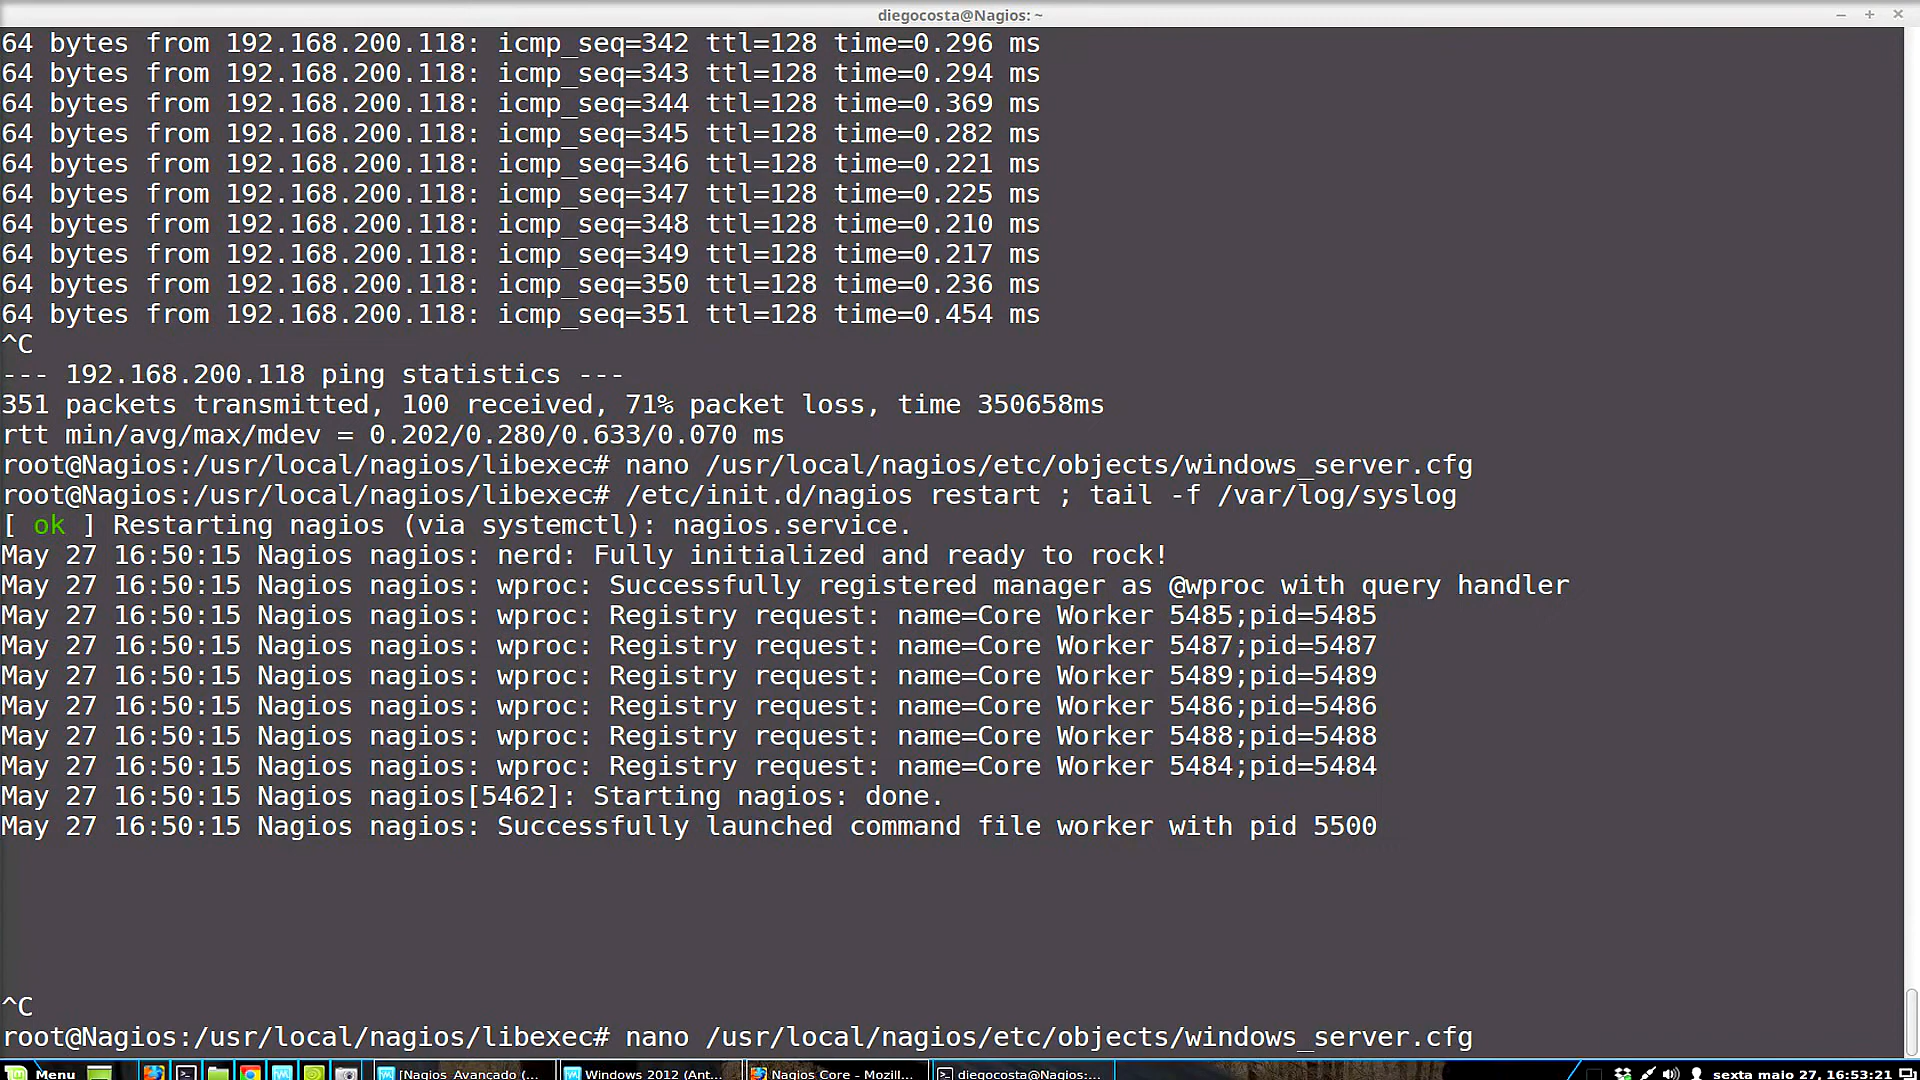 diegocosta@Nagios: ~
64 bytes from 192.168.200.118: icmp_seq=342 ttl=128 time=0.296 ms
64 bytes from 192.168.200.118: icmp_seq=343 ttl=128 time=0.294 ms
64 bytes from 192.168.200.118: icmp_seq=344 ttl=128 time=0.369 ms
64 bytes from 192.168.200.118: icmp_seq=345 ttl=128 time=0.282 ms
64 bytes from 192.168.200.118: icmp_seq=346 ttl=128 time=0.221 ms
64 bytes from 192.168.200.118: icmp_seq=347 ttl=128 time=0.225 ms
64 bytes from 192.168.200.118: icmp_seq=348 ttl=128 time=0.210 ms
64 bytes from 192.168.200.118: icmp_seq=349 ttl=128 time=0.217 ms
64 bytes from 192.168.200.118: icmp_seq=350 ttl=128 time=0.236 ms
64 bytes from 192.168.200.118: icmp_seq=351 ttl=128 time=0.454 ms
^C
--- 192.168.200.118 ping statistics ---
351 packets transmitted, 100 received, 71% packet loss, time 350658ms
rtt min/avg/max/mdev = 0.202/0.280/0.633/0.070 ms
root@Nagios:/usr/local/nagios/libexec# nano /usr/local/nagios/etc/objects/windows_server.cfg
root@Nagios:/usr/local/nagios/libexec# /etc/init.d/nagios restart ; tail -f /var/log/syslog
[ ok ] Restarting nagios (via systemctl): nagios.service.
May 27 16:50:15 Nagios nagios: nerd: Fully initialized and ready to rock!
May 27 16:50:15 Nagios nagios: wproc: Successfully registered manager as @wproc with query handler
May 27 16:50:15 Nagios nagios: wproc: Registry request: name=Core Worker 5485;pid=5485
May 27 16:50:15 Nagios nagios: wproc: Registry request: name=Core Worker 5487;pid=5487
May 27 16:50:15 Nagios nagios: wproc: Registry request: name=Core Worker 5489;pid=5489
May 27 16:50:15 Nagios nagios: wproc: Registry request: name=Core Worker 5486;pid=5486
May 27 16:50:15 Nagios nagios: wproc: Registry request: name=Core Worker 5488;pid=5488
May 27 16:50:15 Nagios nagios: wproc: Registry request: name=Core Worker 5484;pid=5484
May 27 16:50:15 Nagios nagios[5462]: Starting nagios: done.
May 27 16:50:15 Nagios nagios: Successfully launched command file worker with pid 5500
^C
root@Nagios:/usr/local/nagios/libexec# nano /usr/local/nagios/etc/objects/windows_server.cfg
Menu [Nagios Avançado (... Windows 2012 (Ant... Nagios Core - Mozill... diegocosta@Nagios:... sexta maio 27, 16:53:21